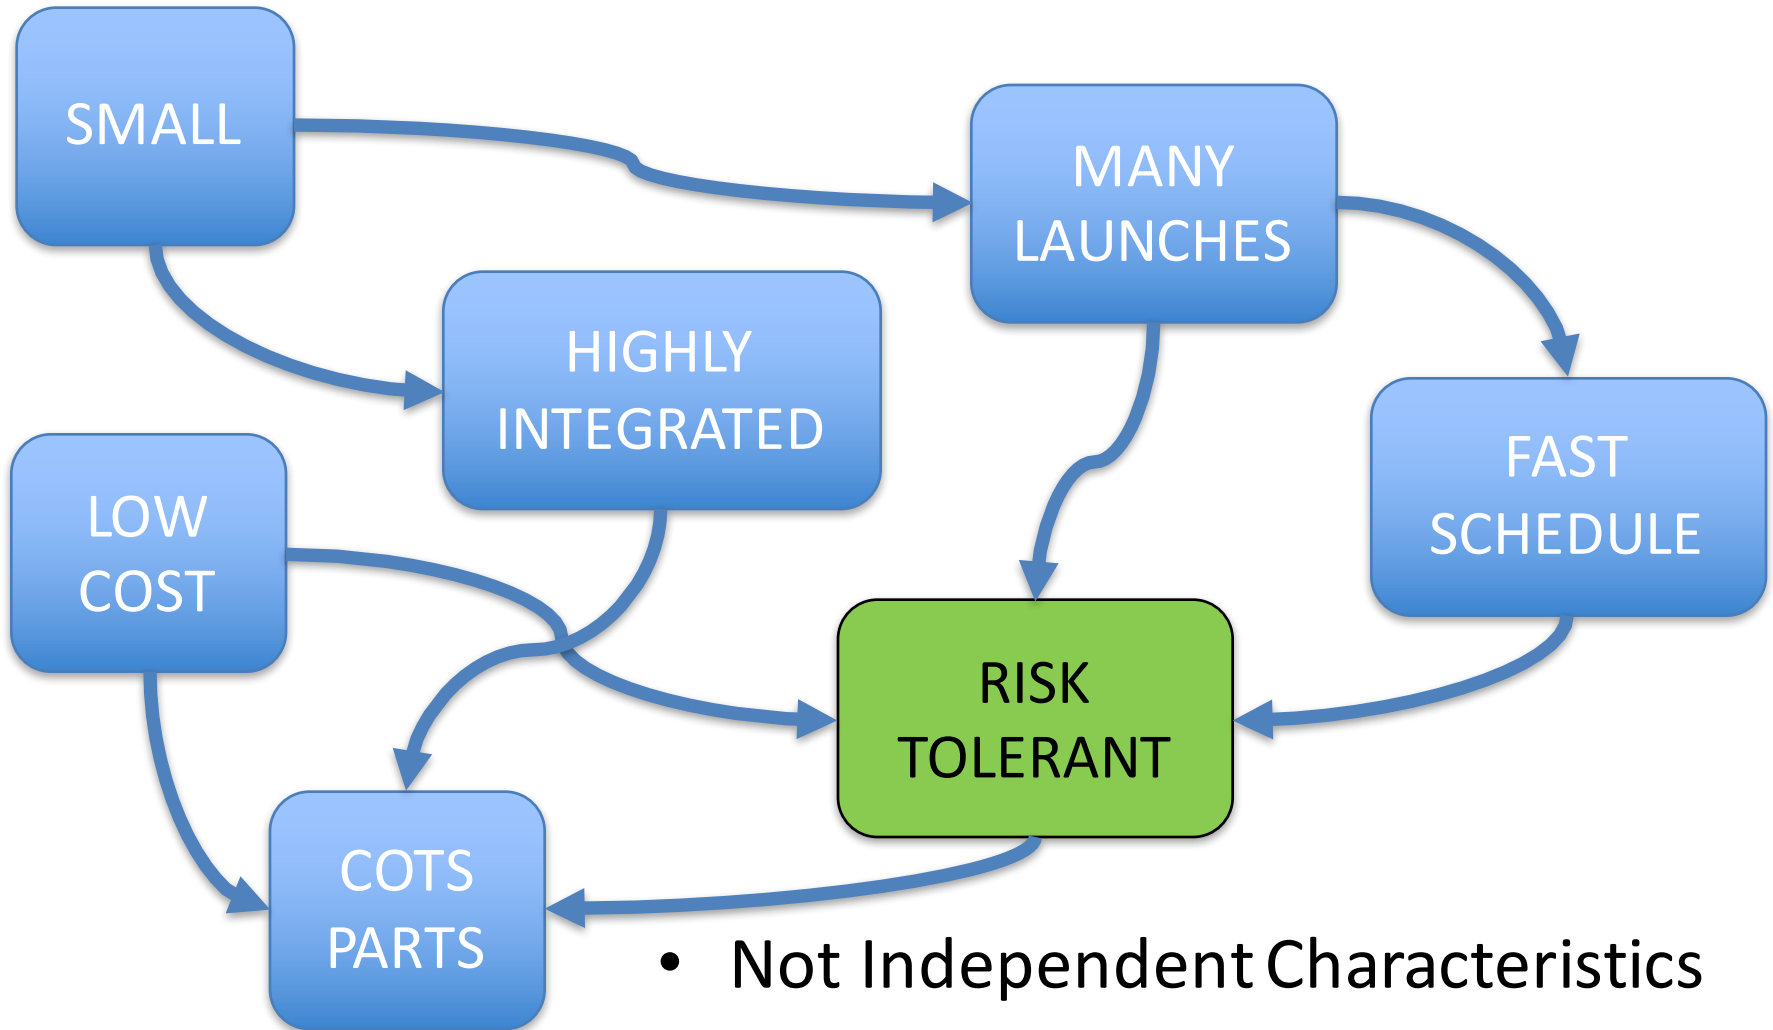 SMALL
MANY
LAUNCHES
HIGHLY
INTEGRATED
FAST
SCHEDULE
LOW
COST
RISK
TOLERANT
COTS
PARTS
• Not Independent Characteristics